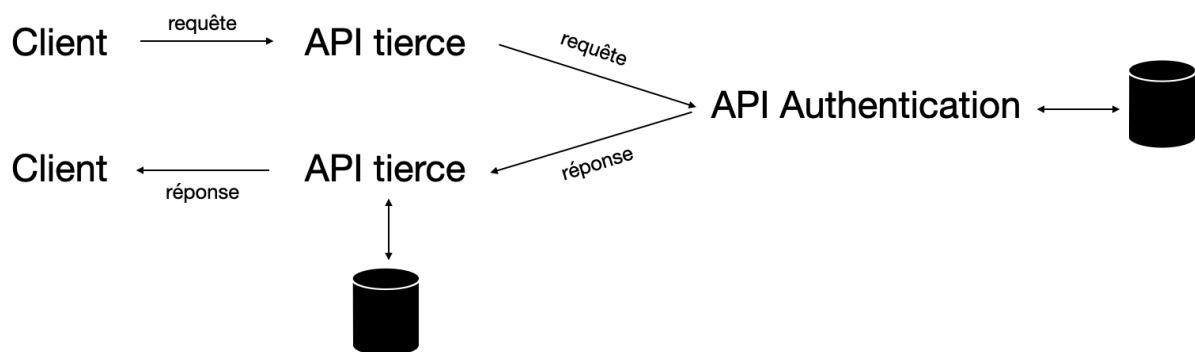 Client
requête
API tierce
requête
API Authentication
Client
réponse
API tierce
réponse